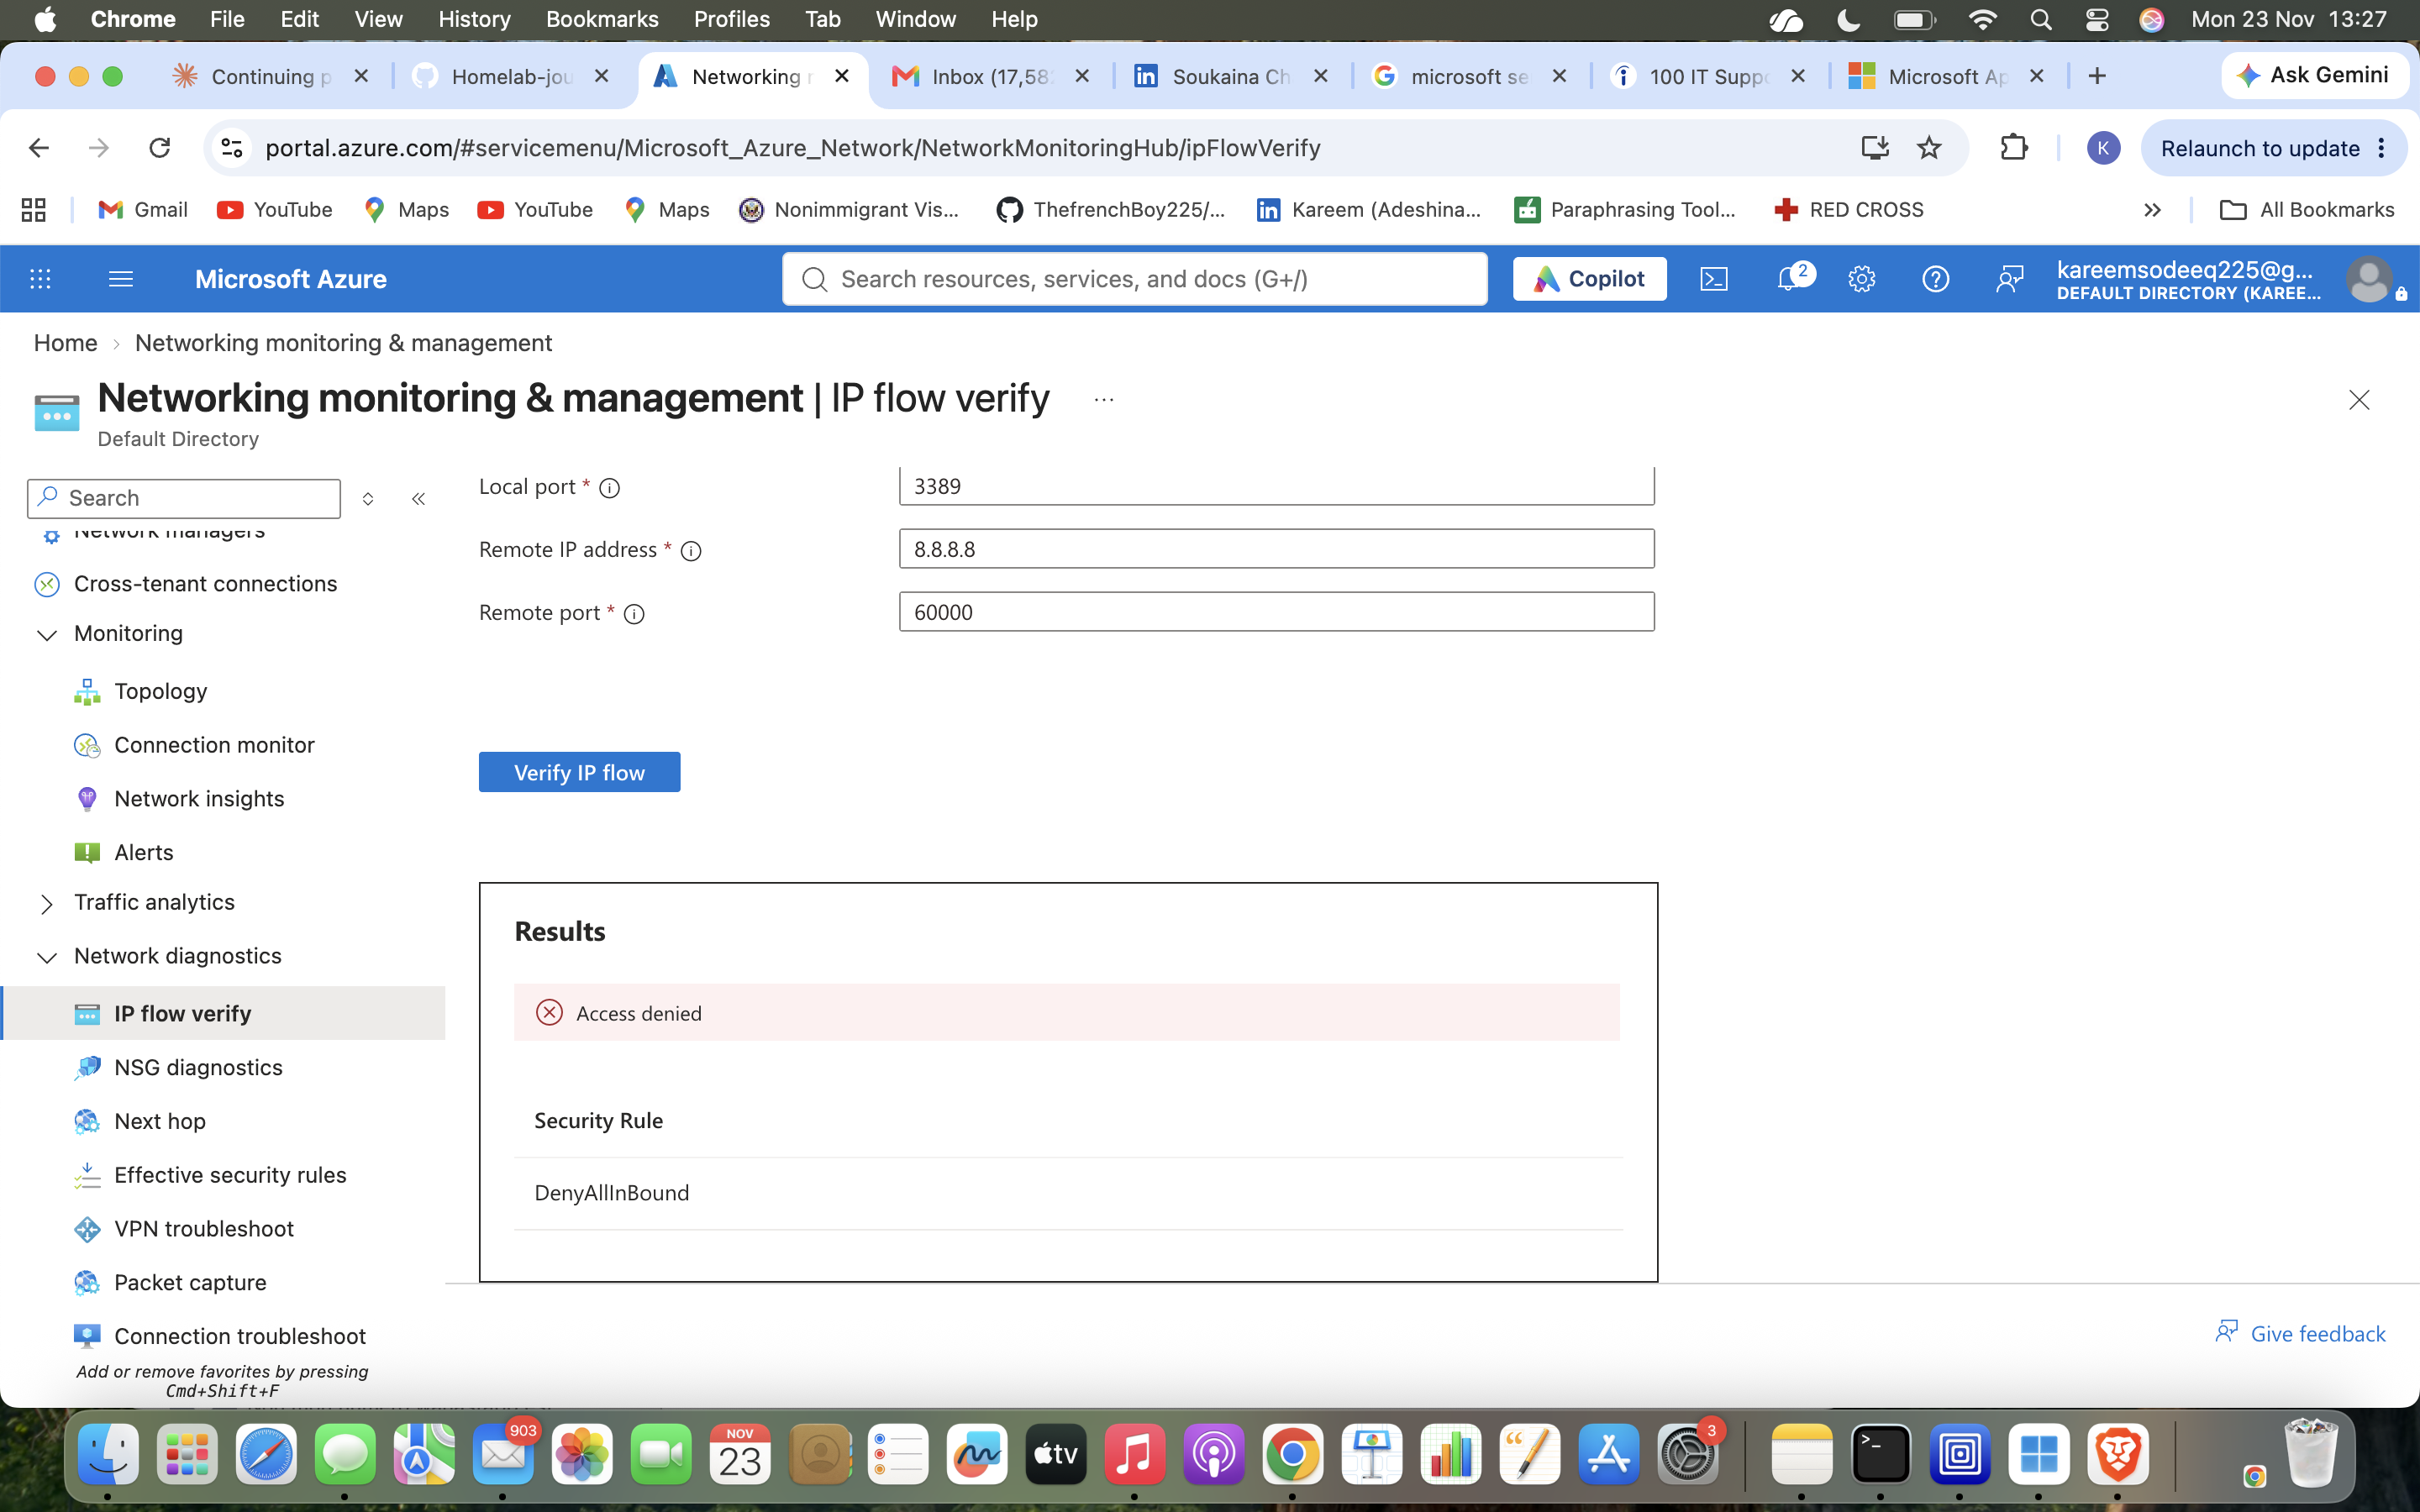 Chrome File Edit View History Bookmarks Profiles Tab Window Help Mon 23 Nov 13:27
Continuing p Homelab-jou Networking Inbox (17,58 Soukaina Ch microsoft se 100 IT Suppo Microsoft Ap Ask Gemini
portal.azure.com/#servicemenu/Microsoft_Azure_Network/NetworkMonitoringHub/ipFlowVerify K Relaunch to update
Gmail YouTube Maps YouTube Maps Nonimmigrant Vis... ThefrenchBoy225/... Kareem (Adeshina... Paraphrasing Tool... RED CROSS All Bookmarks
Microsoft Azure Search resources, services, and docs (G+/) Copilot 2 kareemsodeeq225@g...
DEFAULT DIRECTORY (KAREE...
Home > Networking monitoring & management
Networking monitoring & management | IP flow verify ...
Default Directory
Search
Network managers
Cross-tenant connections
Monitoring
Topology
Connection monitor
Network insights
Alerts
Traffic analytics
Network diagnostics
IP flow verify
NSG diagnostics
Next hop
Effective security rules
VPN troubleshoot
Packet capture
Connection troubleshoot
Add or remove favorites by pressing
Cmd+Shift+F
Local port * 3389
Remote IP address * 8.8.8.8
Remote port * 60000
Verify IP flow
Results
Access denied
Security Rule
DenyAllInBound
Give feedback
903 NOV 23 tv 3